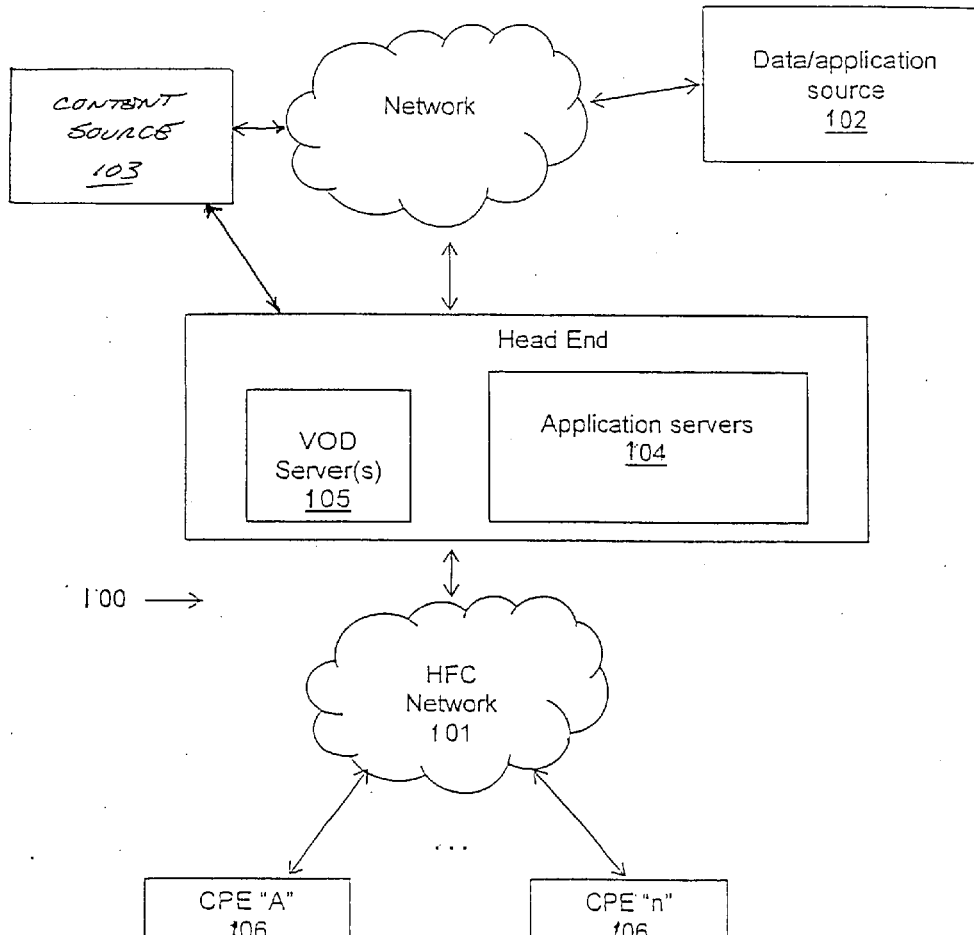 CONTENT
SOURCE
103
Network
Data/application
source
102
Head End
VOD
Server(s)
105
Application servers
104
100
HFC
Network
101
...
CPE "A"
106
CPE "n"
106